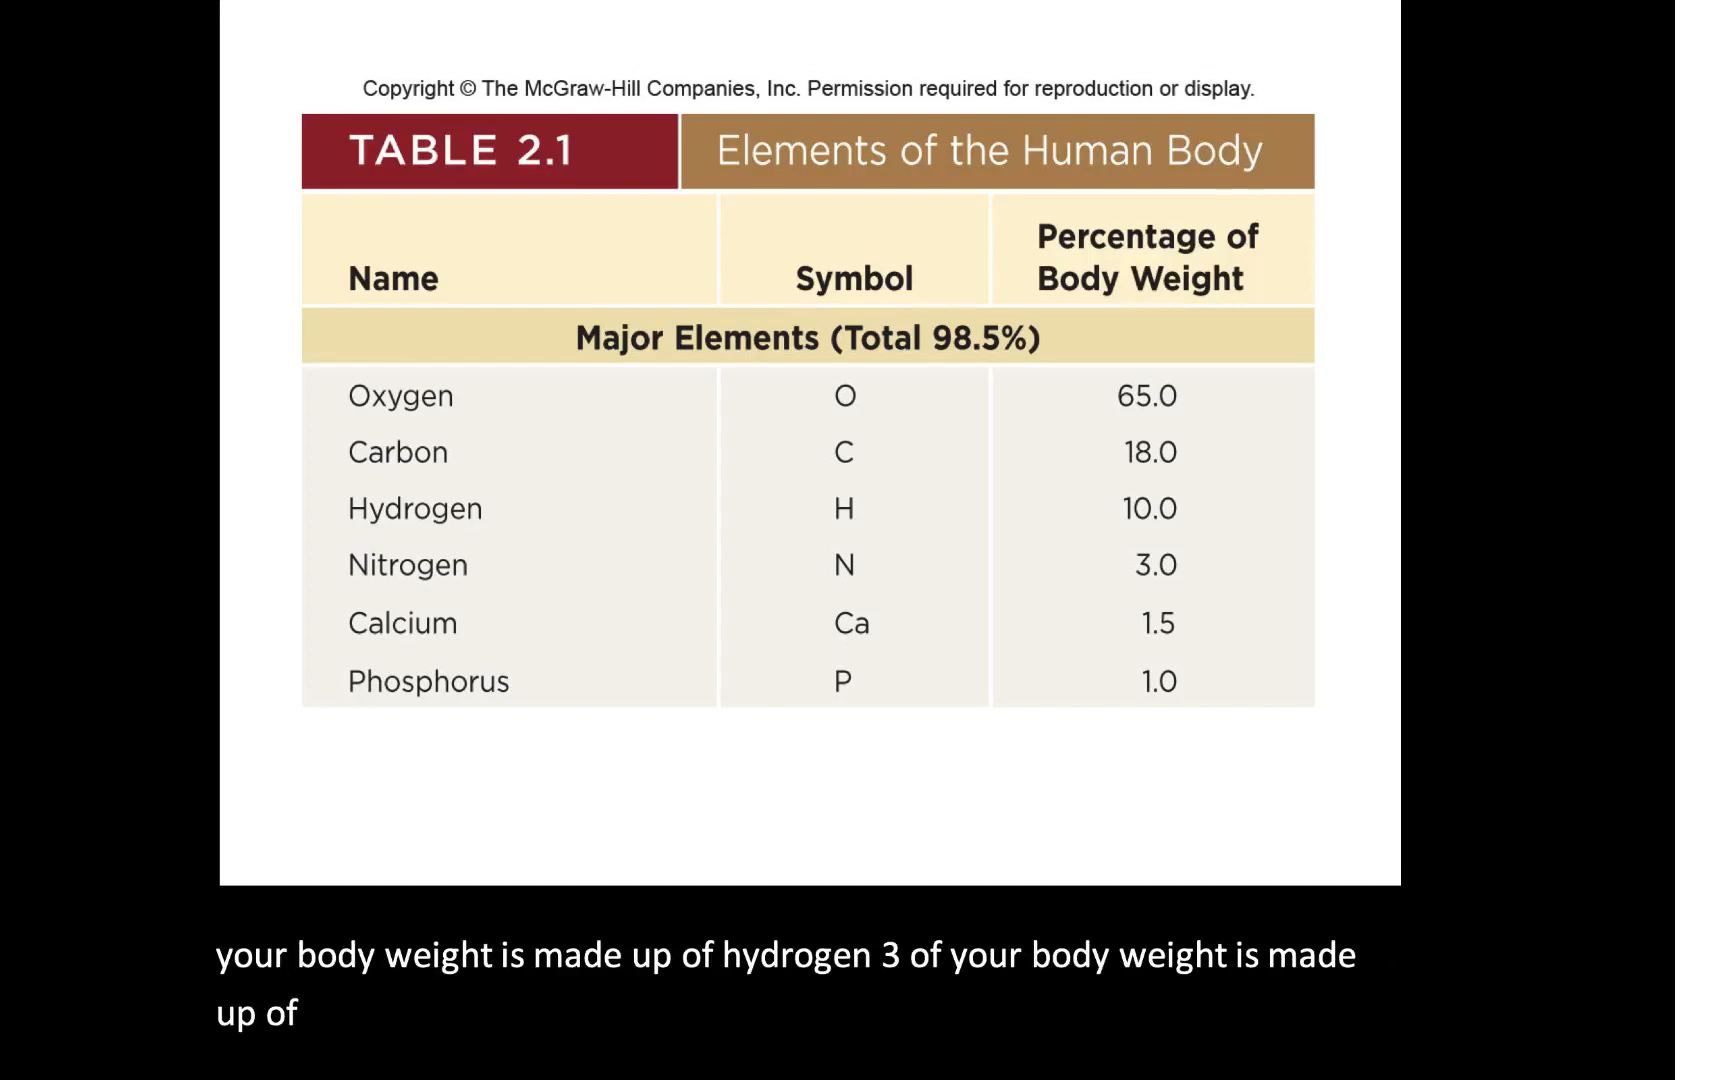 Copyright © The McGraw-Hill Companies, Inc. Permission required for reproduction or display.
TABLE 2.1 Elements of the Human Body
Name Symbol Percentage of Body Weight
Major Elements (Total 98.5%)
Oxygen O 65.0
Carbon C 18.0
Hydrogen H 10.0
Nitrogen N 3.0
Calcium Ca 1.5
Phosphorus P 1.0
your body weight is made up of hydrogen 3 of your body weight is made
up of